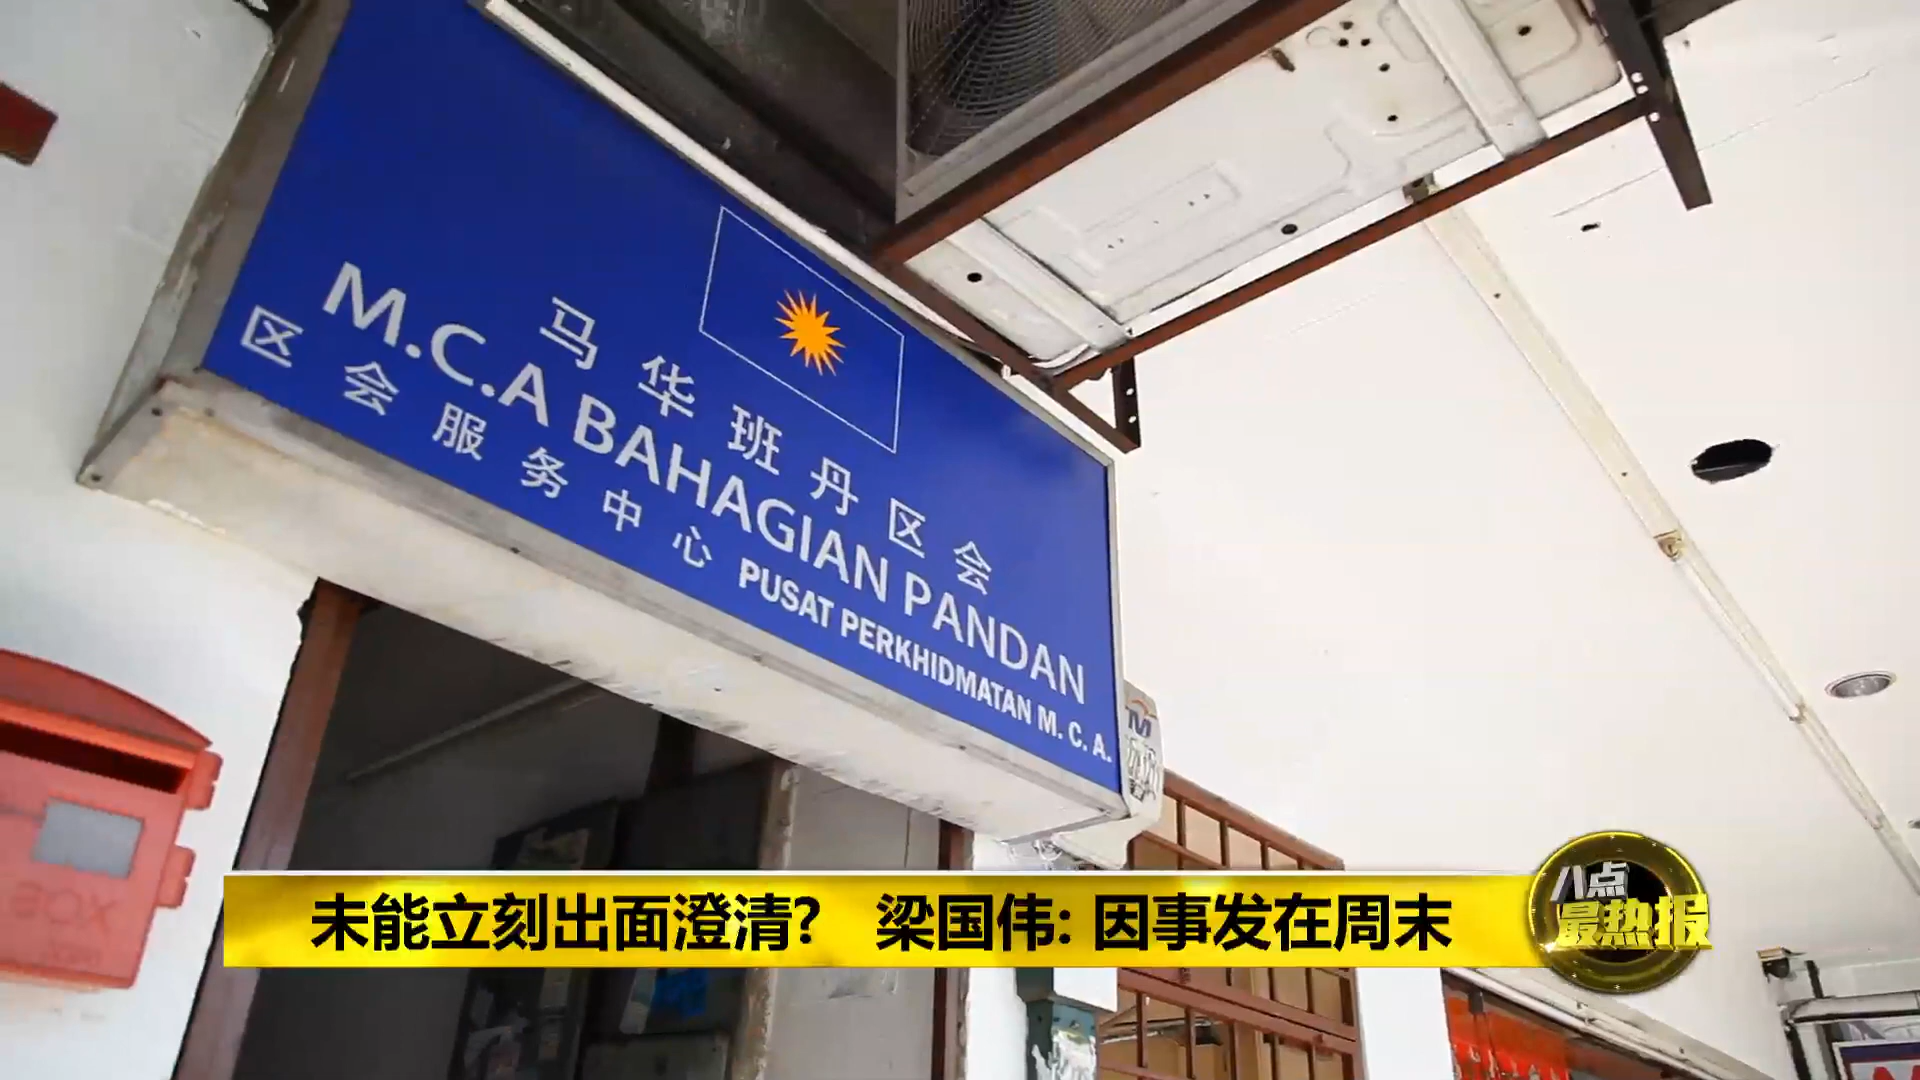 马华班丹区会
M.C.A BAHAGIAN PANDAN
区会服务中心 PUSAT PERKHIDMATAN M. C. A.
未能立刻出面澄清? 梁国伟: 因事发在周末
八点
最热报